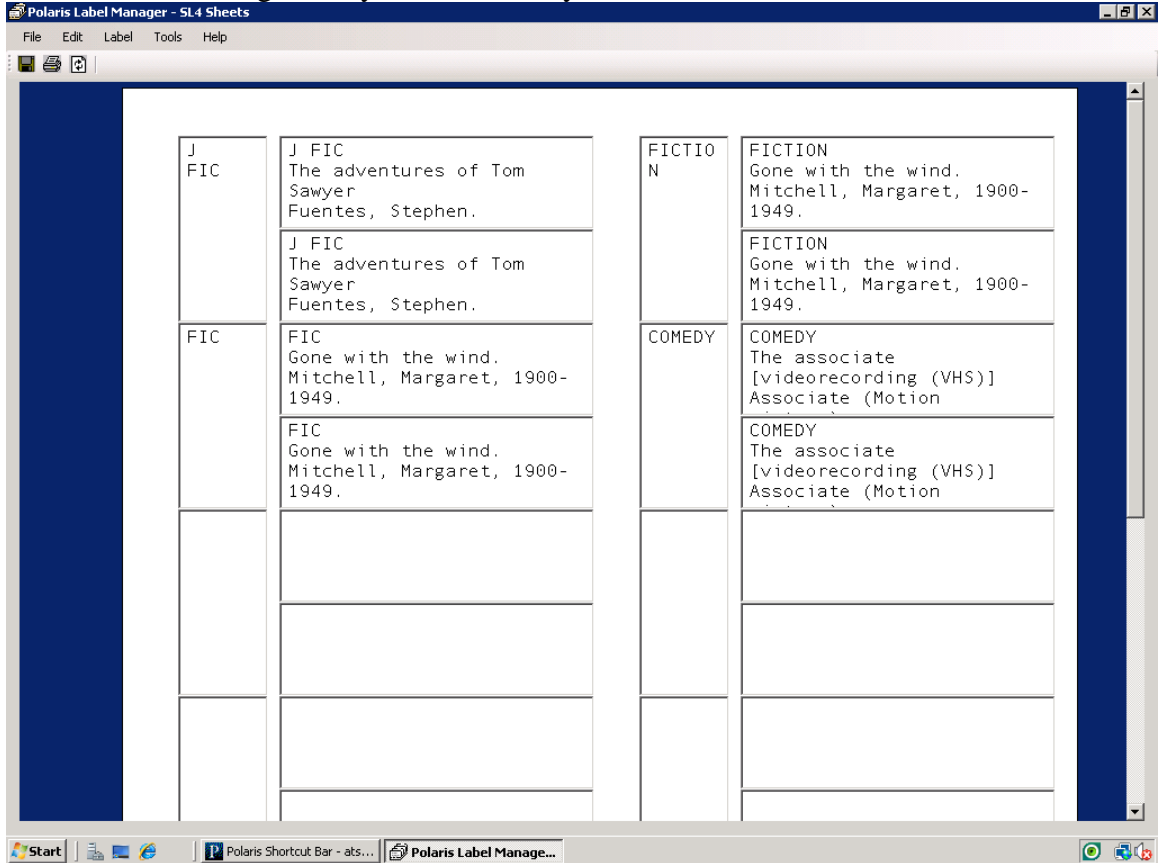 Polaris Label Manager - SL4 Sheets
File Edit Label Tools Help
J
FIC
J FIC
The adventures of Tom
Sawyer
Fuentes, Stephen.
J FIC
The adventures of Tom
Sawyer
Fuentes, Stephen.
FICTIO
N
FICTION
Gone with the wind.
Mitchell, Margaret, 1900-
1949.
FICTION
Gone with the wind.
Mitchell, Margaret, 1900-
1949.
FIC
FIC
Gone with the wind.
Mitchell, Margaret, 1900-
1949.
FIC
Gone with the wind.
Mitchell, Margaret, 1900-
1949.
COMEDY
COMEDY
The associate
[videorecording (VHS)]
Associate (Motion
COMEDY
The associate
[videorecording (VHS)]
Associate (Motion
Start
Polaris Shortcut Bar - ats...
Polaris Label Manage...